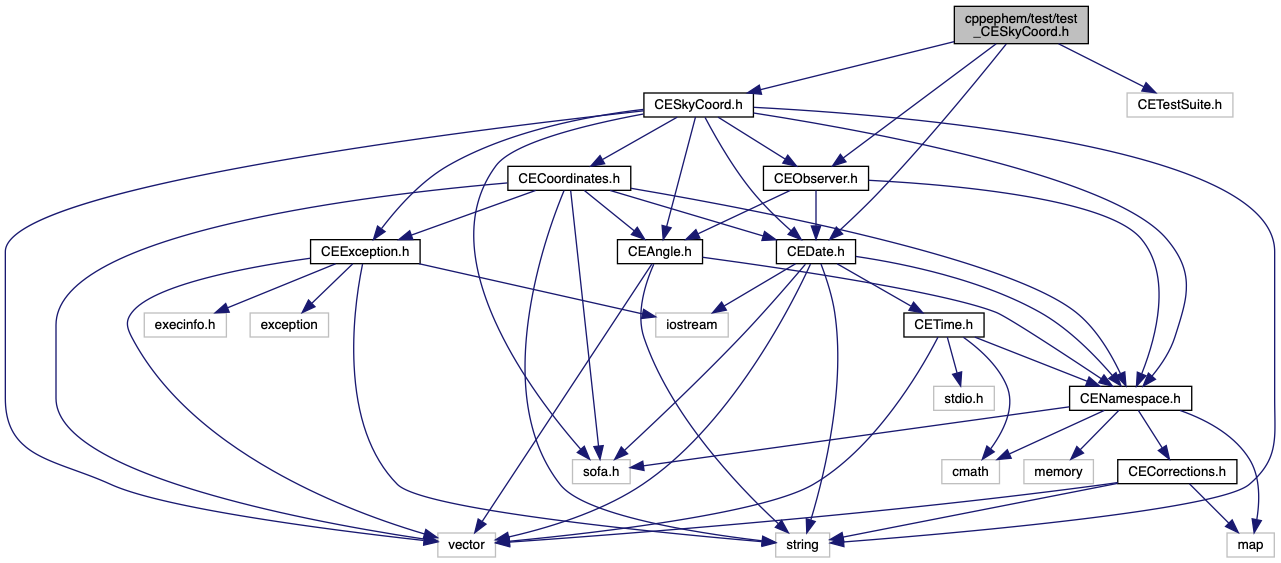 cppephem/test/test
_CESkyCoord.h
CESkyCoord.h
CETestSuite.h
CECoordinates.h
CEObserver.h
CEException.h
CEAngle.h
CEDate.h
execinfo.h
exception
iostream
CETime.h
stdio.h
CENamespace.h
sofa.h
cmath
memory
CECorrections.h
vector
string
map